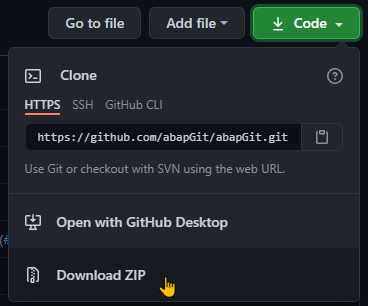 Go to file Add file Code
Clone
HTTPS SSH GitHub CLI
https://github.com/abapGit/abapGit.git
Use Git or checkout with SVN using the web URL.
Open with GitHub Desktop
(#
Download ZIP